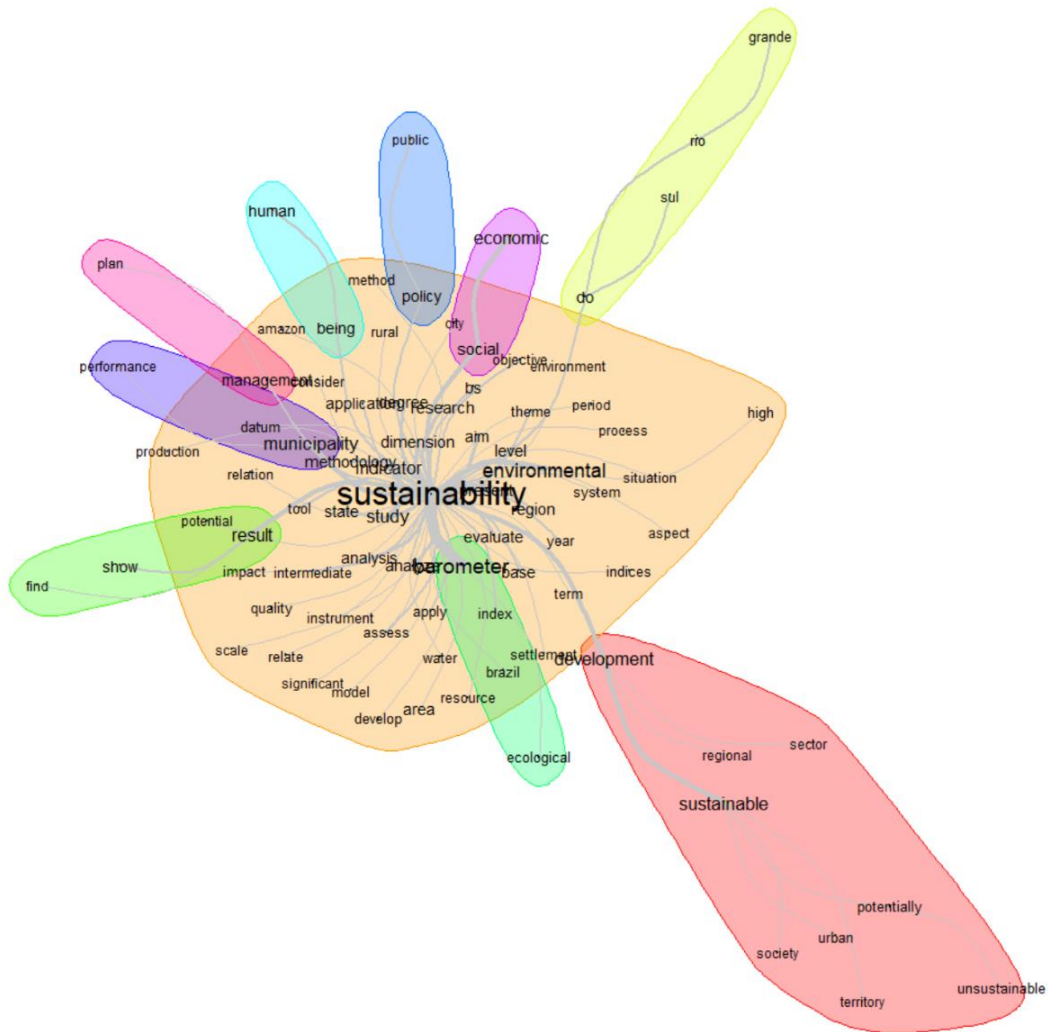 grande
public
rio
sul
human
economic
plan
method
policy
do
amazon
being
rural
city
social
objective
environment
performance
management
consider
bs
application
degree
research
theme
period
high
datum
municipality
dimension
aim
process
production
methodology
indicator
level
relation
environmental
situation
sustainability
present
system
tool
state
study
region
potential
result
evaluate
year
aspect
show
impact
intermediate
analysis
barometer
base
indices
find
quality
instrument
apply
index
term
scale
relate
assess
water
settlement
development
significant
model
brazil
develop
area
resource
ecological
regional
sector
sustainable
potentially
urban
society
territory
unsustainable